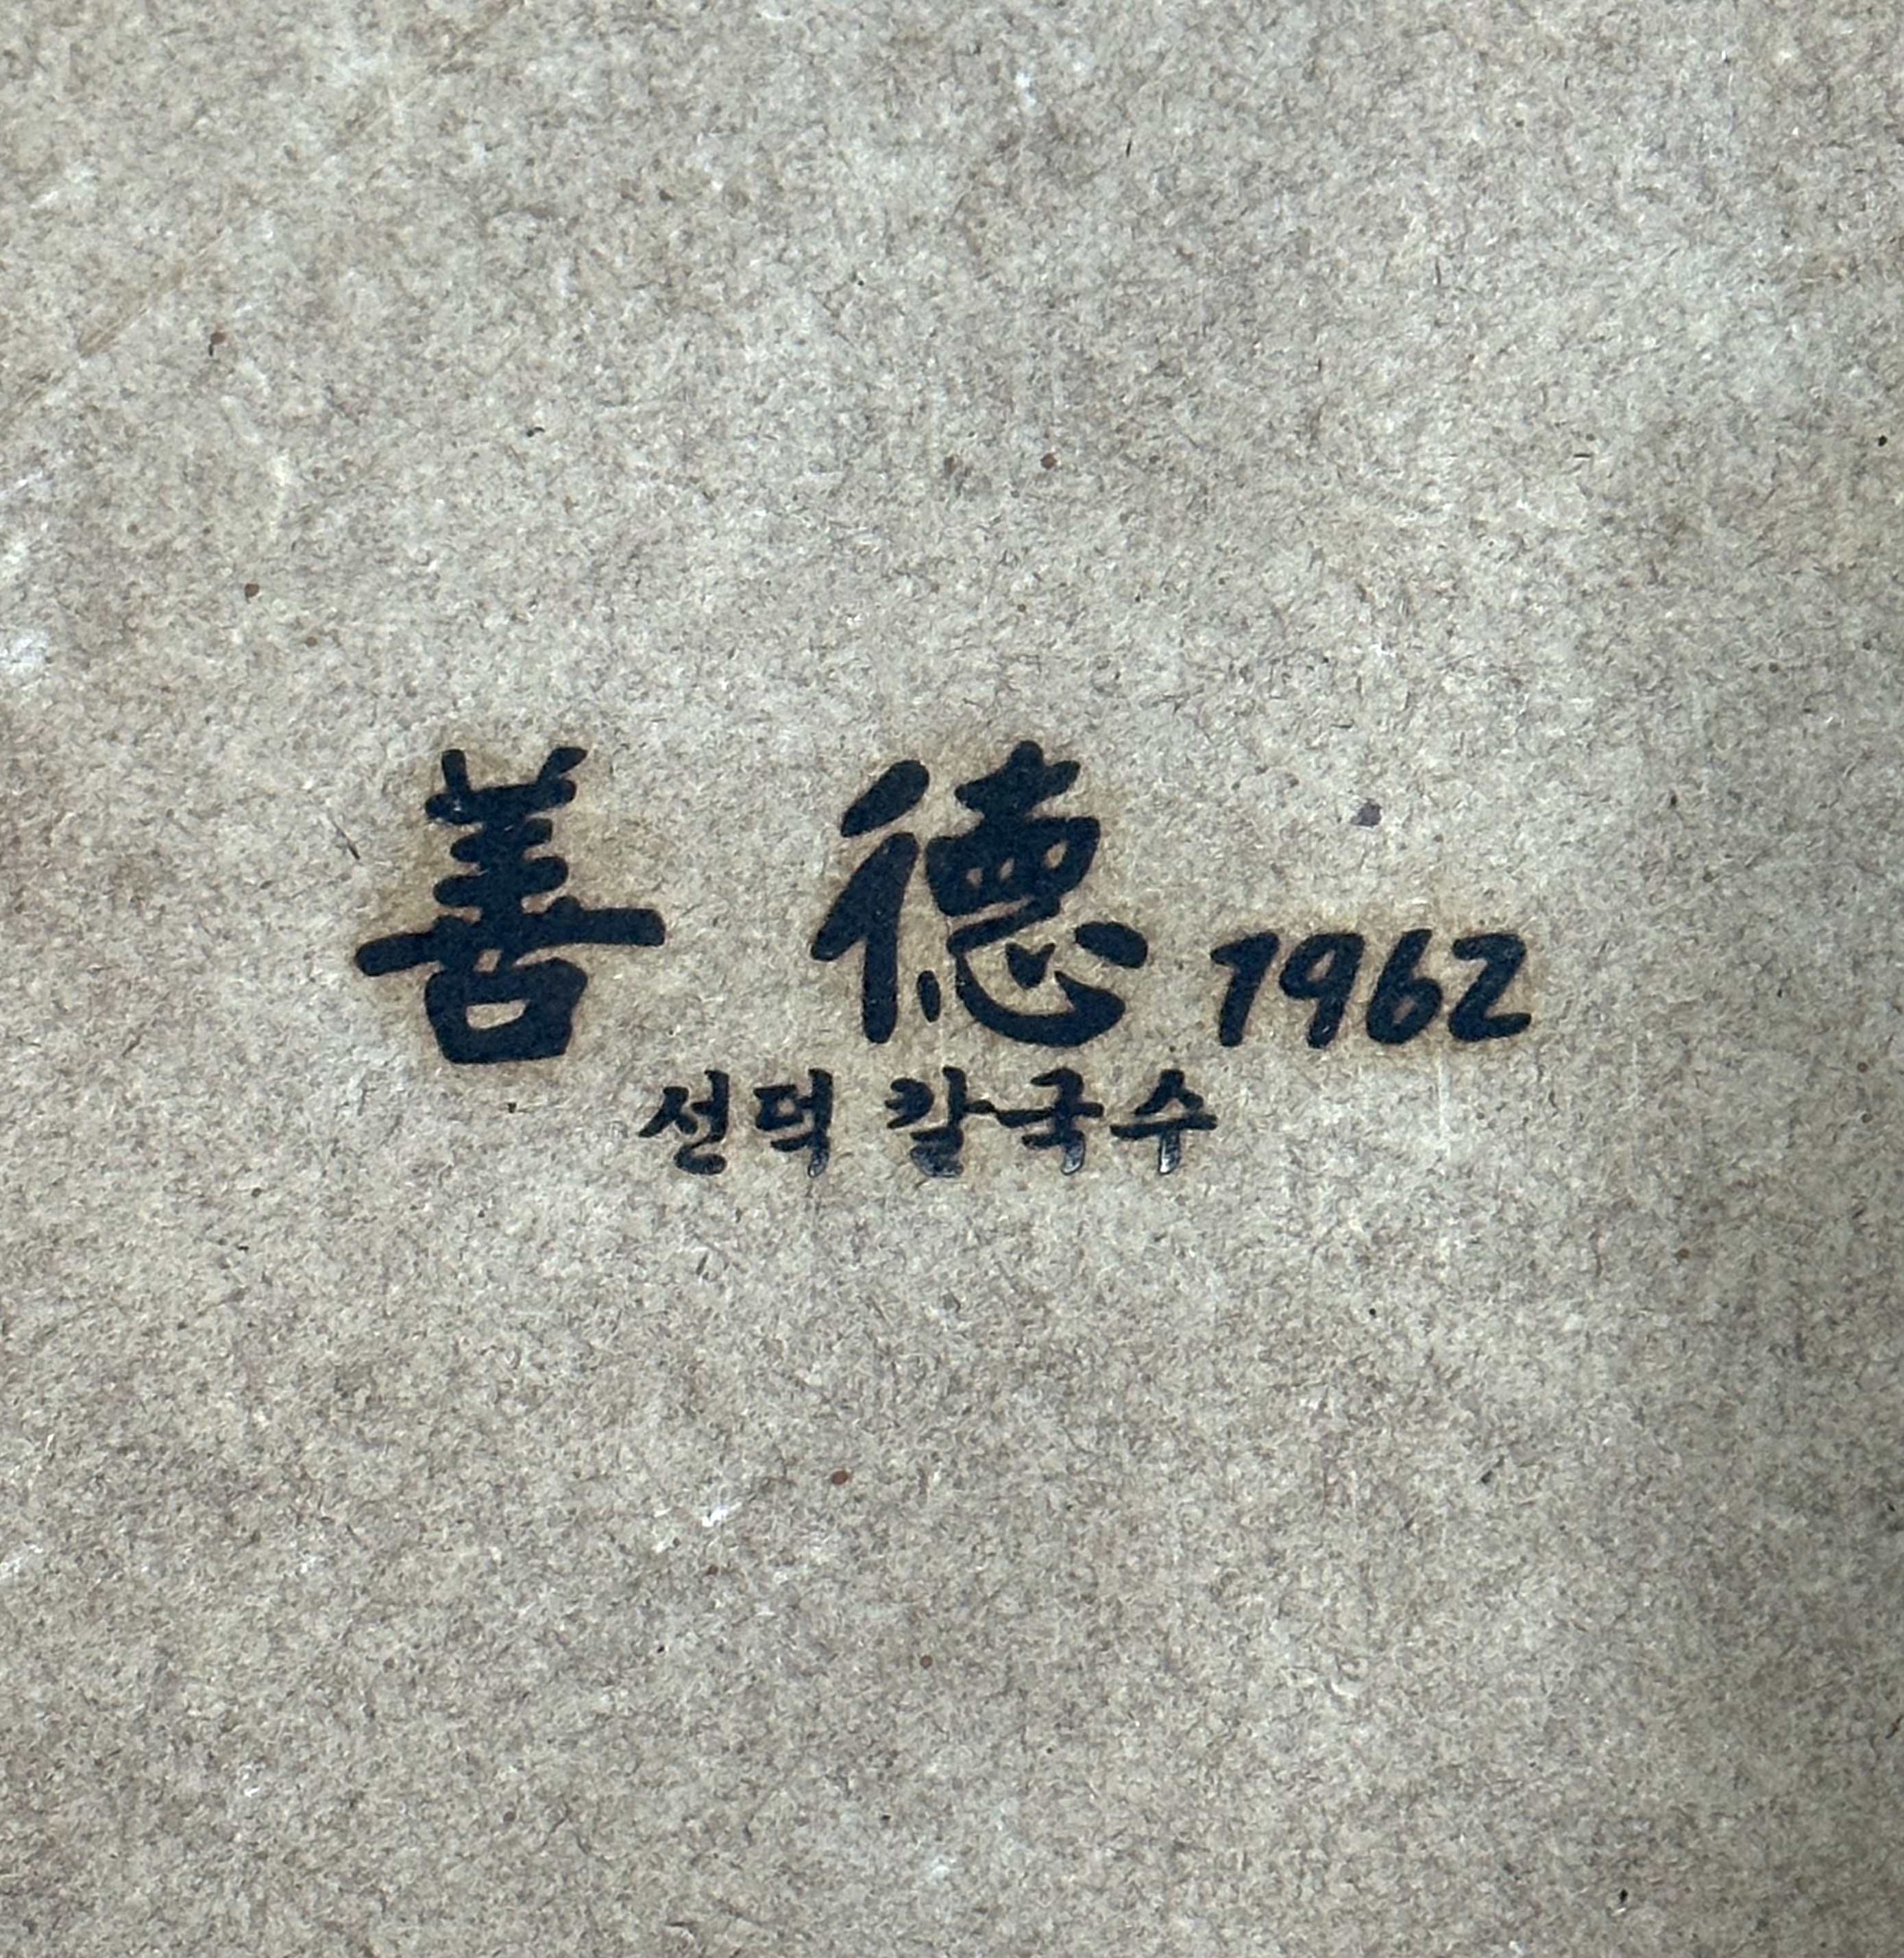 善 德 1962
선덕 칼국수